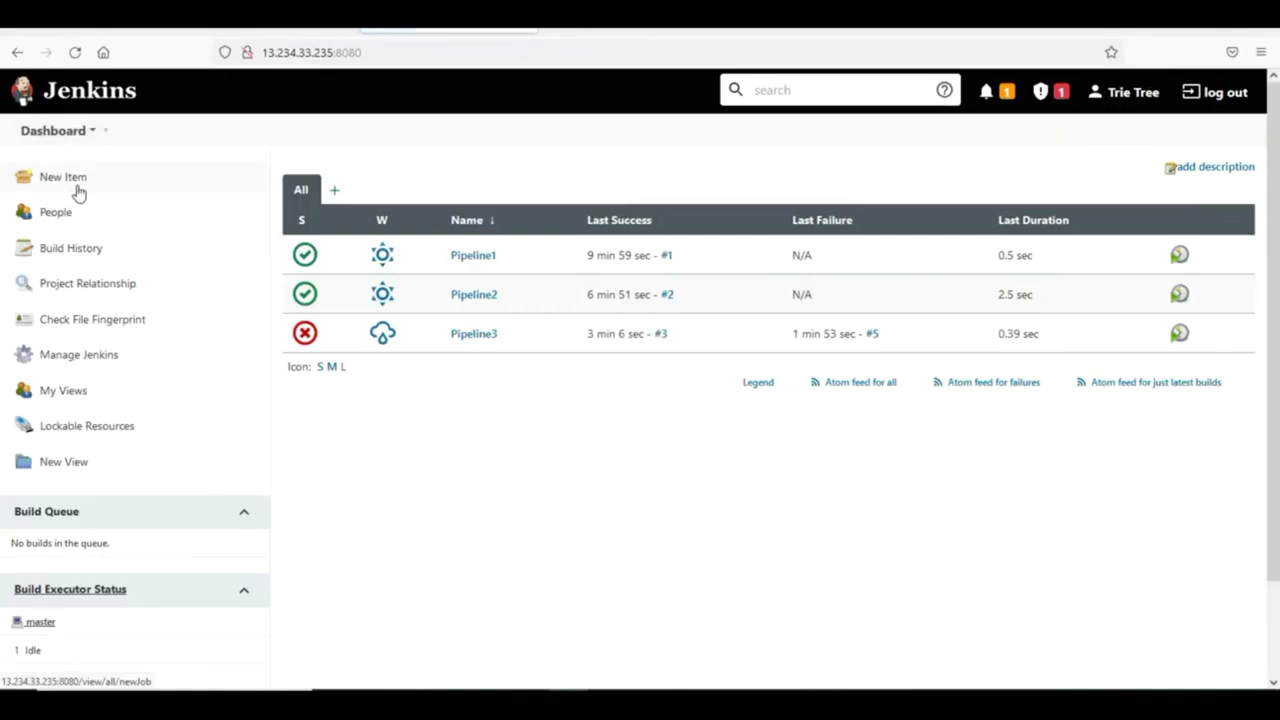 13.234.33.235:8080
Jenkins
search
1
1
Trie Tree
log out
Dashboard
New Item
People
Build History
Project Relationship
Check File Fingerprint
Manage Jenkins
My Views
Lockable Resources
New View
Build Queue
No builds in the queue.
Build Executor Status
master
1 Idle
13.234.33.235:8080/view/all/newJob
add description
All +
S W Name ↓ Last Success Last Failure Last Duration
Pipeline1 9 min 59 sec - #1 N/A 0.5 sec
Pipeline2 6 min 51 sec - #2 N/A 2.5 sec
Pipeline3 3 min 6 sec - #3 1 min 53 sec - #5 0.39 sec
Icon: S M L
Legend Atom feed for all Atom feed for failures Atom feed for just latest builds